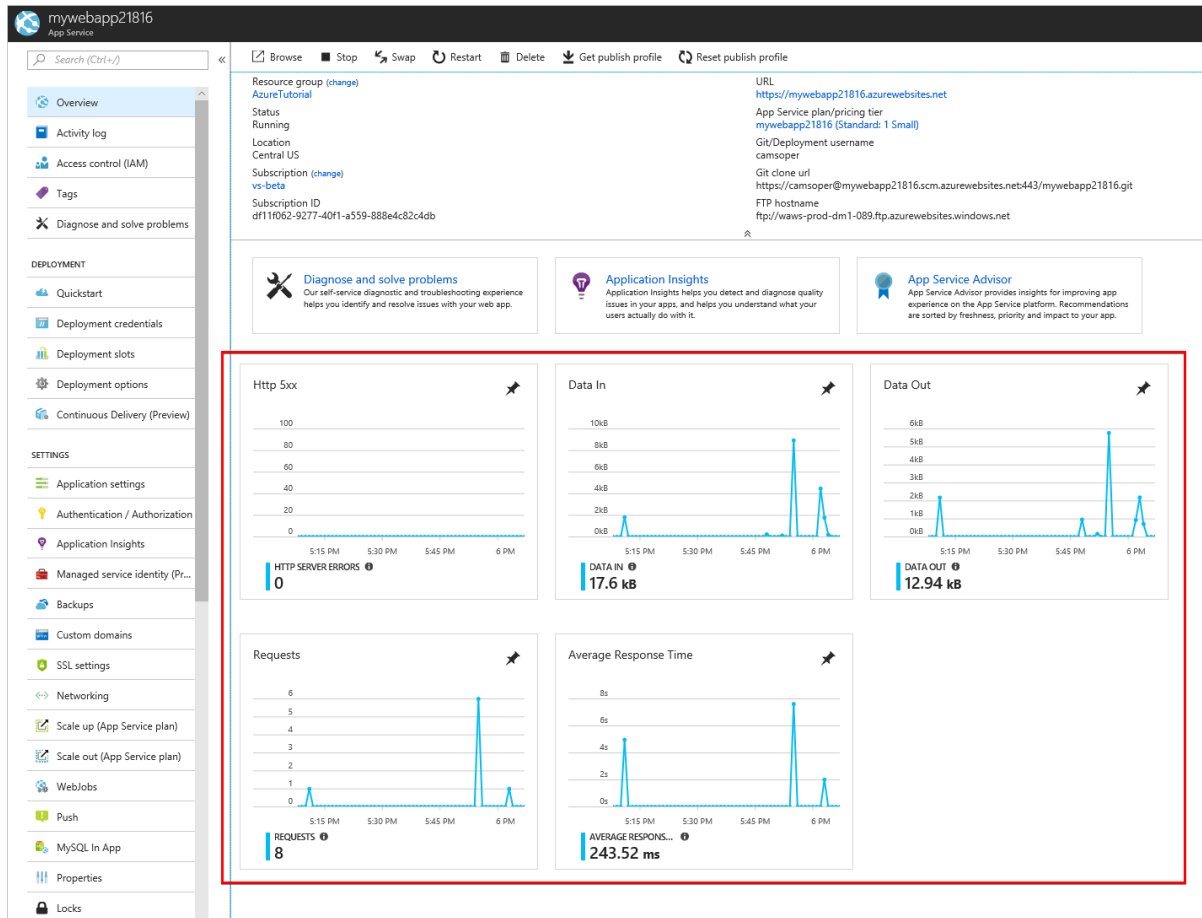 mywebapp21816
App Service
Search (Ctrl+/)
«
Overview
Activity log
Access control (IAM)
Tags
Diagnose and solve problems
DEPLOYMENT
Quickstart
Deployment credentials
Deployment slots
Deployment options
Continuous Delivery (Preview)
SETTINGS
Application settings
Authentication / Authorization
Application Insights
Managed service identity (Pr...
Backups
Custom domains
SSL settings
Networking
Scale up (App Service plan)
Scale out (App Service plan)
WebJobs
Push
MySQL In App
Properties
Locks
Browse Stop Swap Restart Delete Get publish profile Reset publish profile
Resource group (change)
AzureTutorial
Status
Running
Location
Central US
Subscription (change)
vs-beta
Subscription ID
df11f062-9277-40f1-a559-888e4c82c4db
URL
https://mywebapp21816.azurewebsites.net
App Service plan/pricing tier
mywebapp21816 (Standard: 1 Small)
Git/Deployment username
camsoper
Git clone url
https://camsoper@mywebapp21816.scm.azurewebsites.net:443/mywebapp21816.git
FTP hostname
ftp://waws-prod-dm1-089.ftp.azurewebsites.windows.net
Diagnose and solve problems
Our self-service diagnostic and troubleshooting experience
helps you identify and resolve issues with your web app.
Application Insights
Application Insights helps you detect and diagnose quality
issues in your apps, and helps you understand what your
users actually do with it.
App Service Advisor
App Service Advisor provides insights for improving app
experience on the App Service platform. Recommendations
are sorted by freshness, priority and impact to your app.
Http 5xx
100
80
60
40
20
0
5:15 PM 5:30 PM 5:45 PM 6 PM
HTTP SERVER ERRORS
0
Data In
10kB
8kB
6kB
4kB
2kB
0kB
5:15 PM 5:30 PM 5:45 PM 6 PM
DATA IN
17.6 kB
Data Out
6kB
5kB
4kB
3kB
2kB
1kB
0kB
5:15 PM 5:30 PM 5:45 PM 6 PM
DATA OUT
12.94 kB
Requests
6
5
4
3
2
1
0
5:15 PM 5:30 PM 5:45 PM 6 PM
REQUESTS
8
Average Response Time
8s
6s
4s
2s
0s
5:15 PM 5:30 PM 5:45 PM 6 PM
AVERAGE RESPONS...
243.52 ms